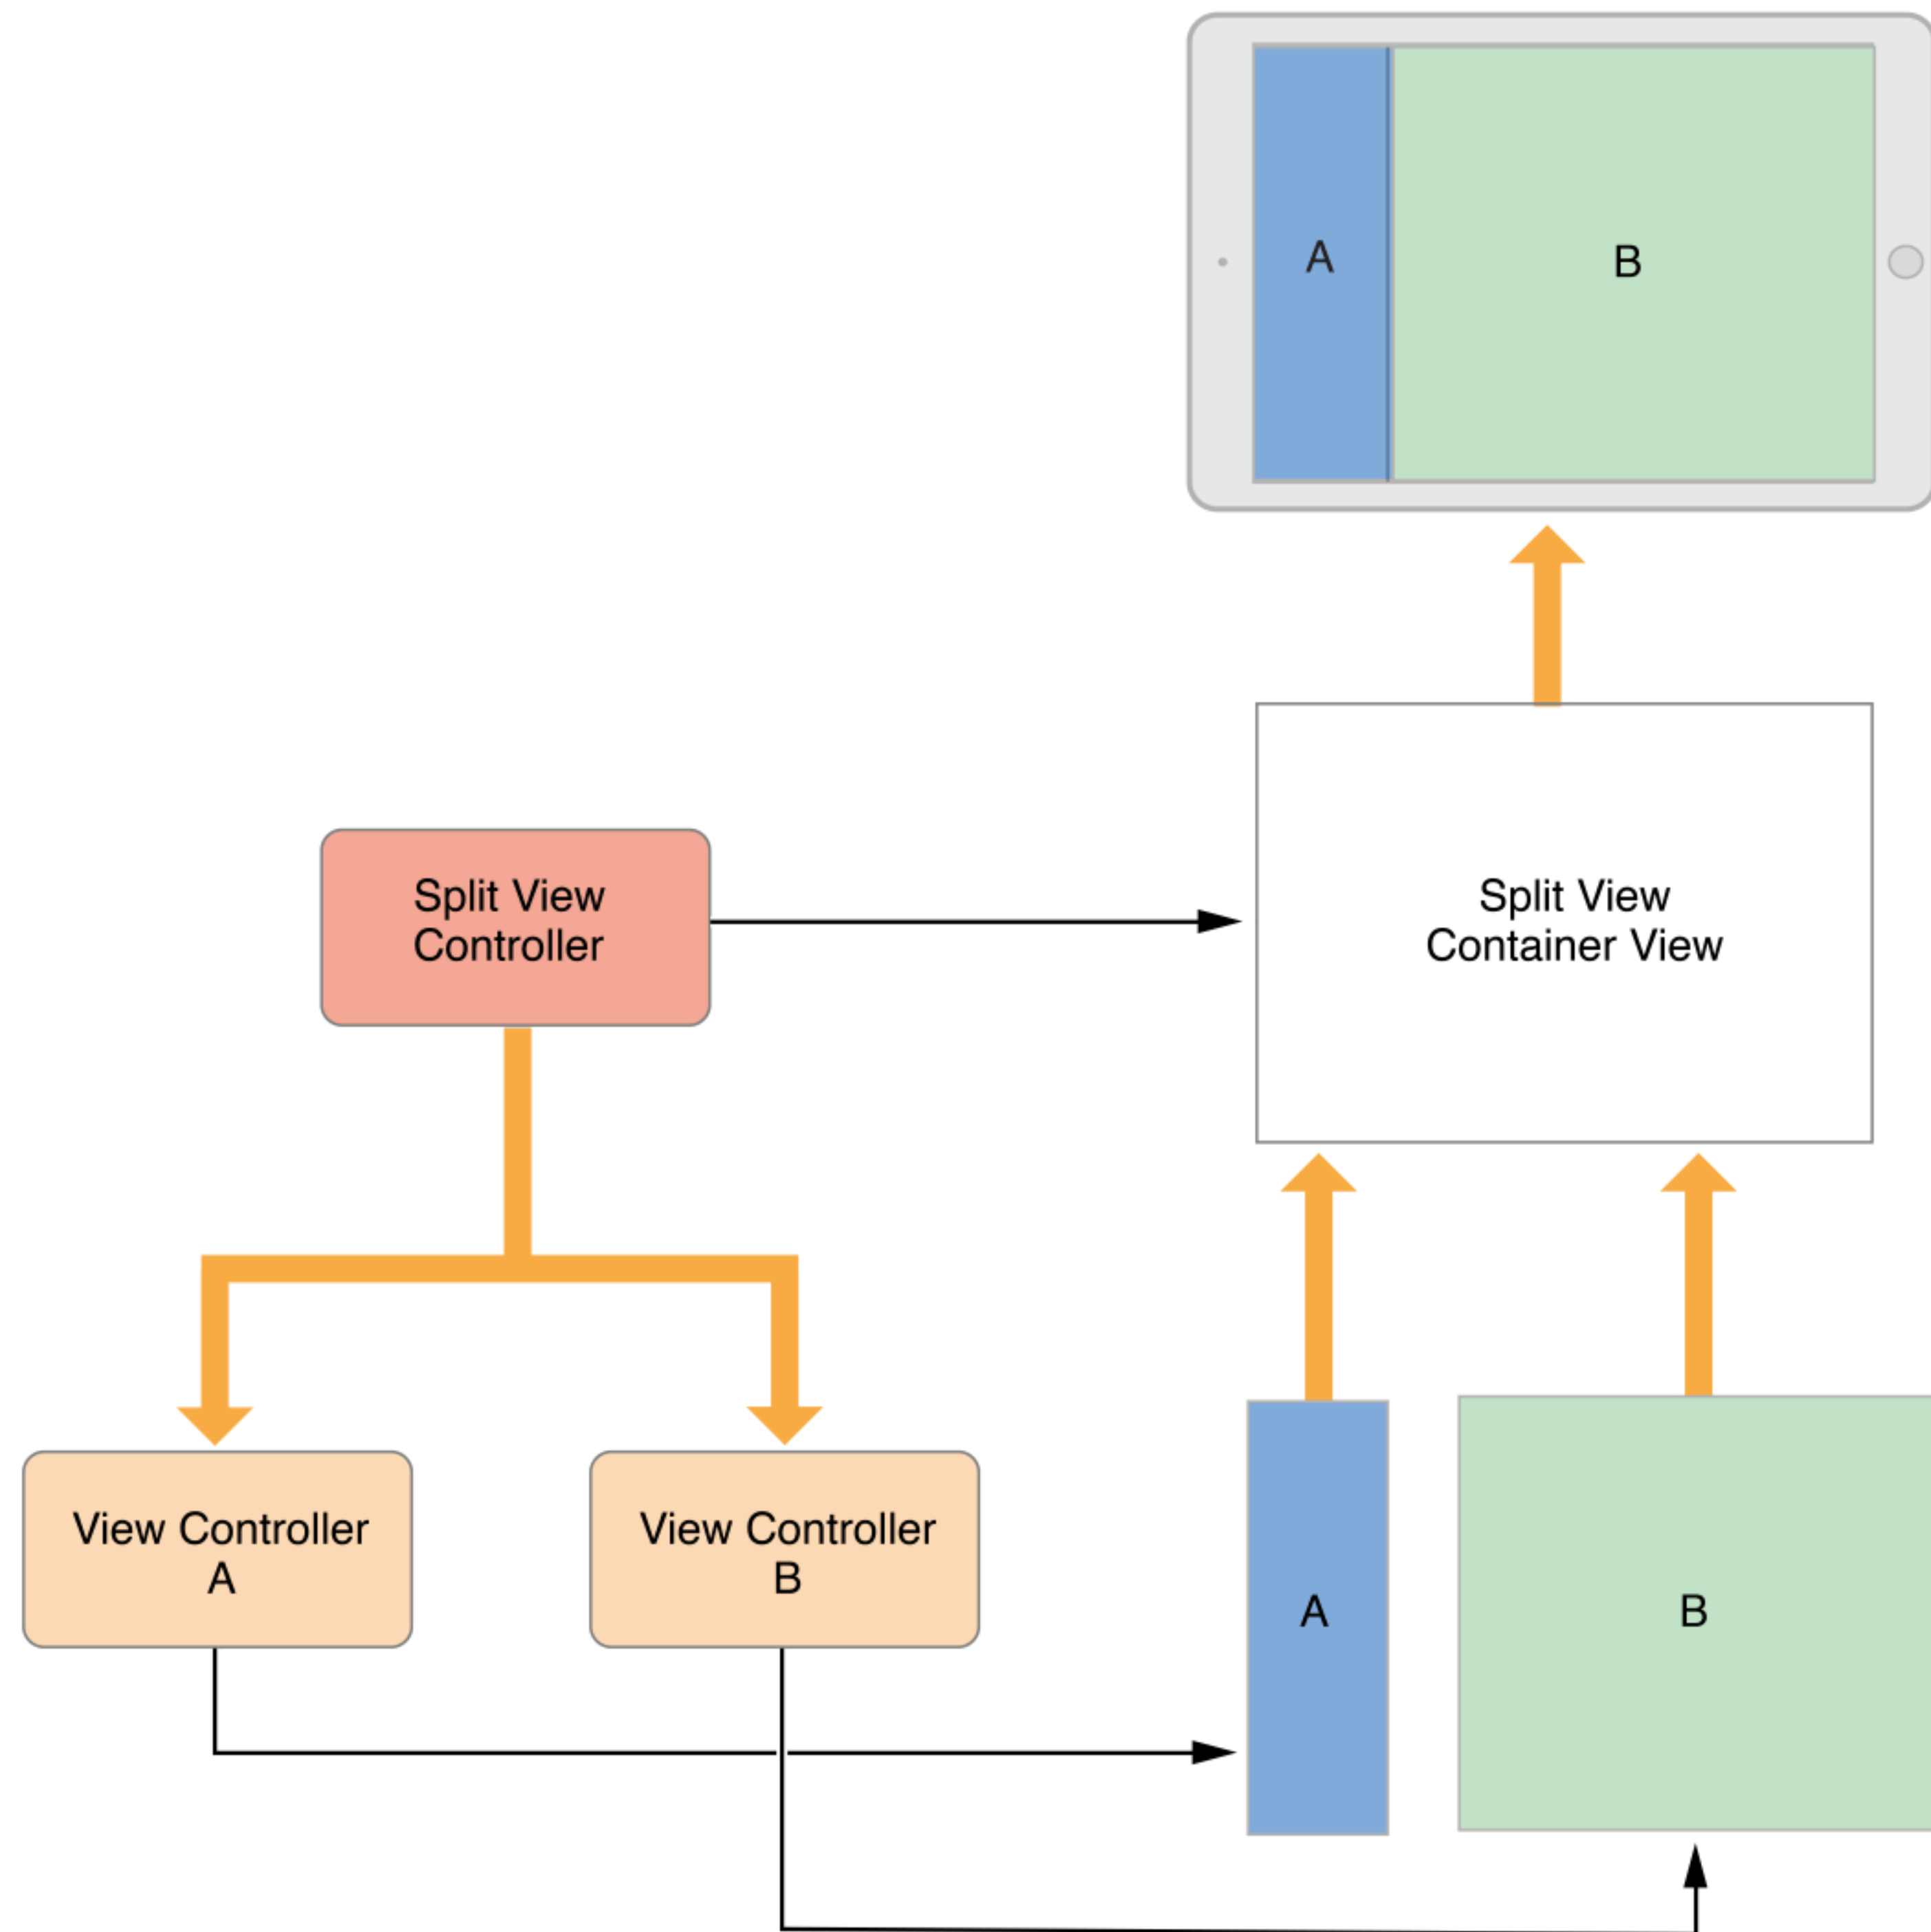 A
B
Split View
Controller
Split View
Container View
View Controller
A
View Controller
B
A
B